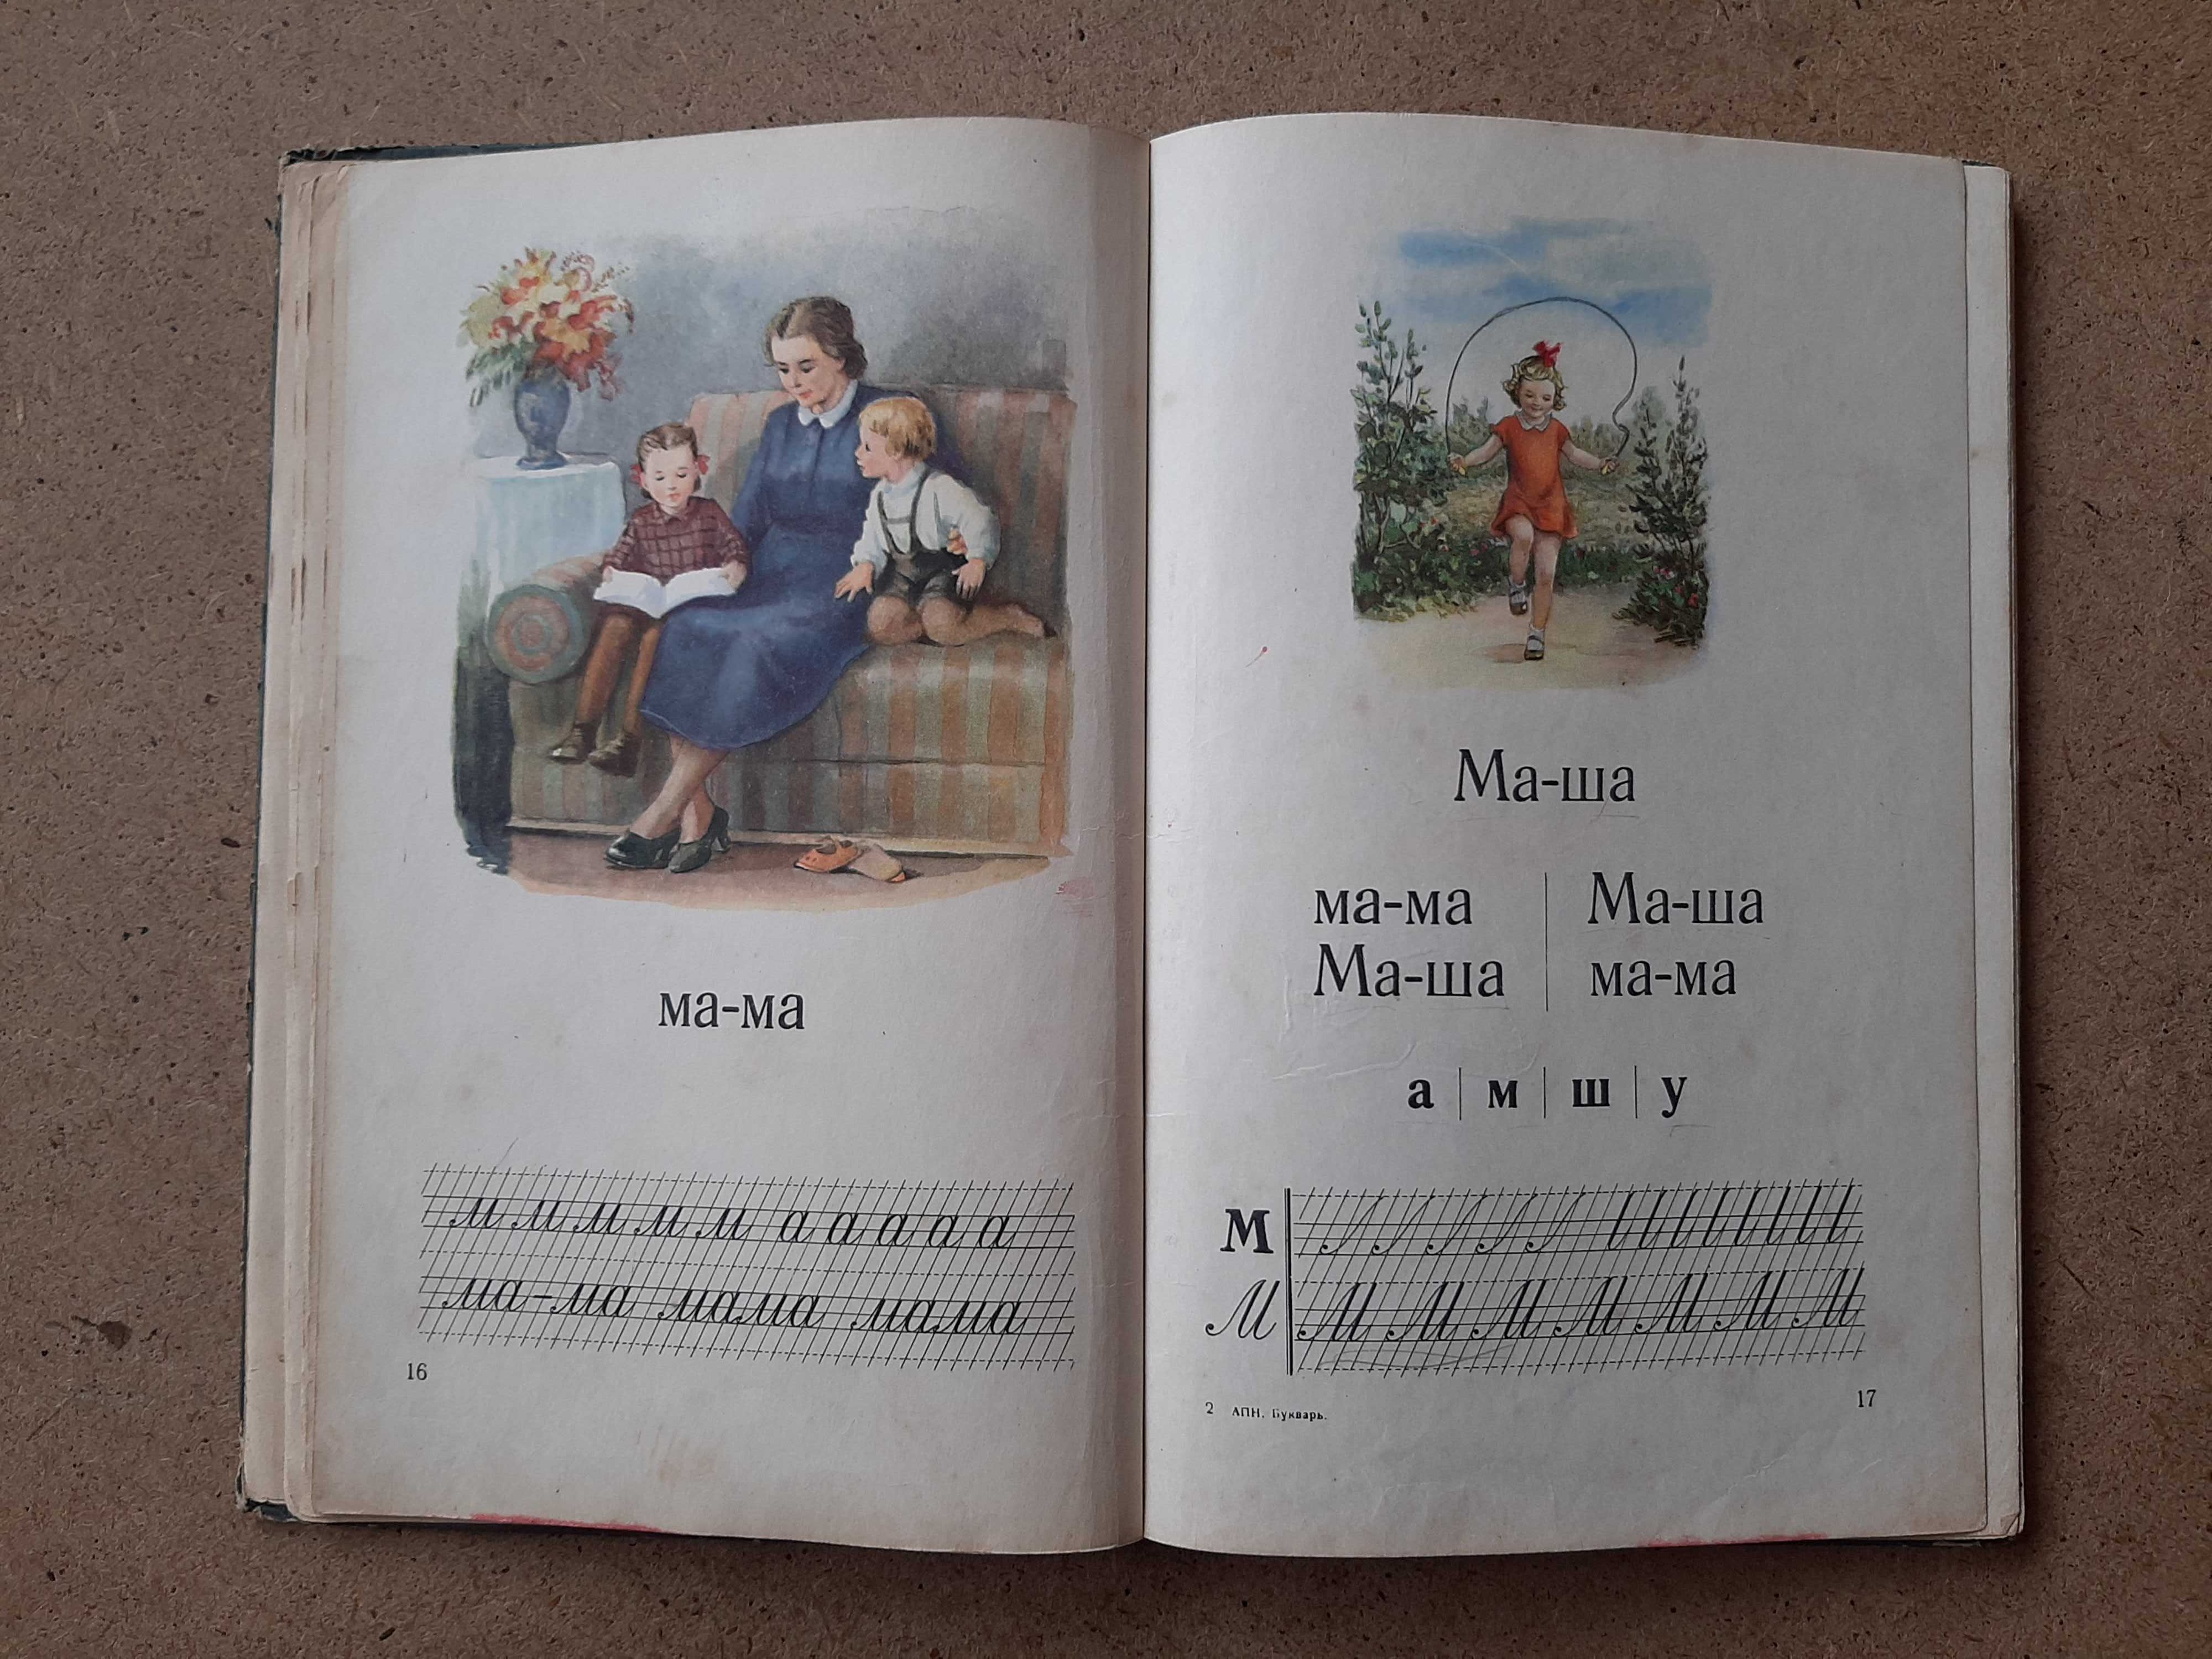 ма-ма
м м м м м а а а а а
ма-ма мама мама
16
Ма-ша
ма-ма | Ма-ша
Ма-ша | ма-ма
а | м | ш | у
М
М М М М М М М М
2 АПН. Букварь.
17